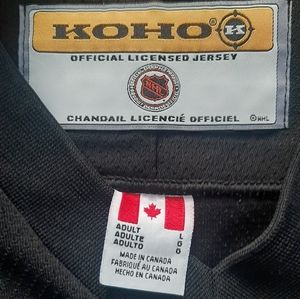 KOHO® K
OFFICIAL LICENSED JERSEY
NHL
CHANDAIL LICENCIÉ OFFICIEL
©NHL
ADULT L
ADULTE G
ADULTO G
MADE IN CANADA
FABRIQUÉ AU CANADA
HECHO EN CANADA